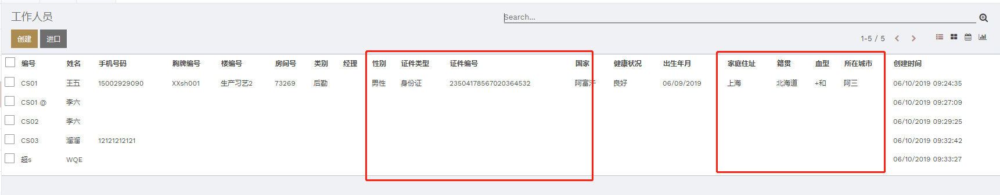 工作人员
Search...
创建 进口
1-5 / 5
编号 姓名 手机号码 胸牌编号 楼编号 房间号 类别 经理 性别 证件类型 证件编号 国家 健康状况 出生年月 家庭住址 籍贯 血型 所在城市 创建时间
CS01 王五 15002929090 XXsh001 生产习艺2 73269 后勤 男性 身份证 23504178567020364532 阿富汗 良好 06/09/2019 上海 北海道 +和 阿三 06/10/2019 09:24:35
CS01 @ 李六 06/10/2019 09:27:09
CS02 李六 06/10/2019 09:29:25
CS03 溜溜 12121212121 06/10/2019 09:32:42
超s WQE 06/10/2019 09:33:27